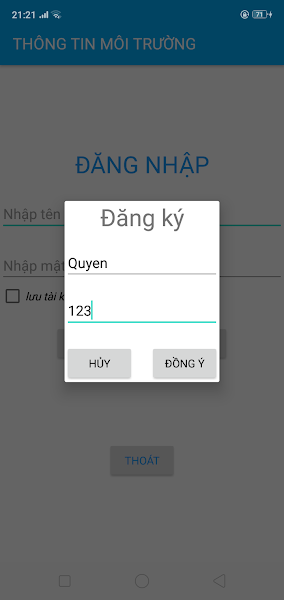 21:21
71
THÔNG TIN MÔI TRƯỜNG
ĐĂNG NHẬP
Nhập tên
Đăng ký
Quyen
Nhập mật
lưu tài k
123
HỦY
ĐỒNG Ý
THOÁT